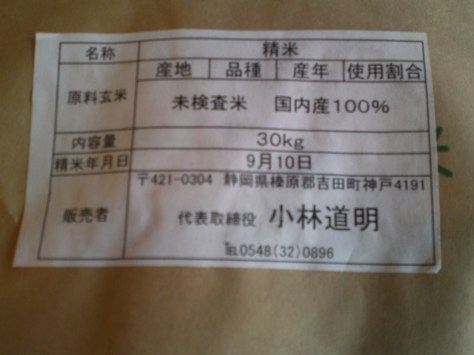 名称 精米
原料玄米 産地 品種 産年 使用割合
未検査米 国内産100%
内容量 30kg
精米年月日 9月10日
販売者 〒421-0304 静岡県榛原郡吉田町神戸4191
代表取締役 小林道明
℡0548(32)0896